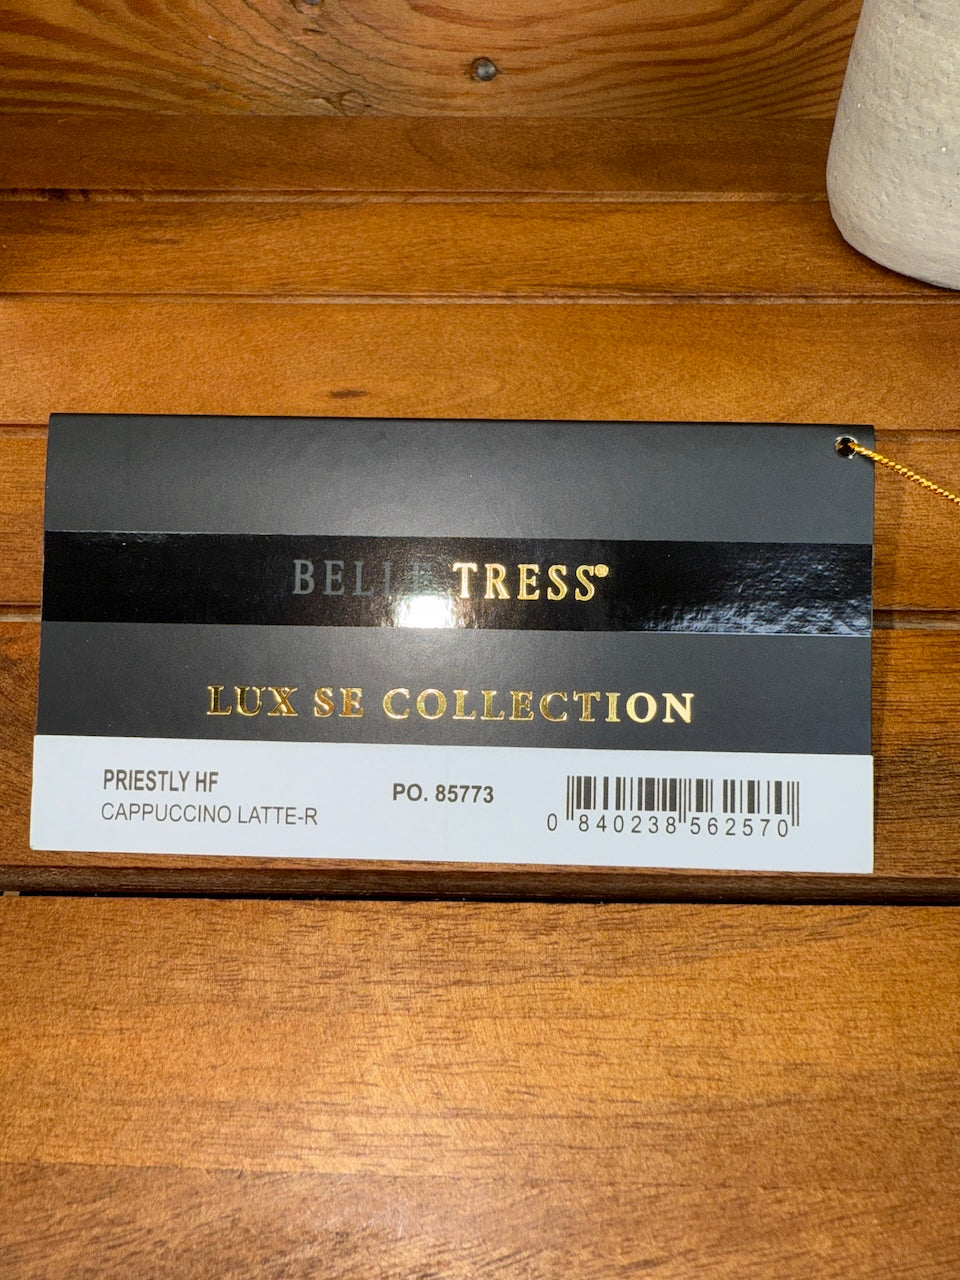 BELLE TRESS®
LUX SE COLLECTION
PRIESTLY HF
CAPPUCCINO LATTE-R
PO. 85773
0 840238 562570